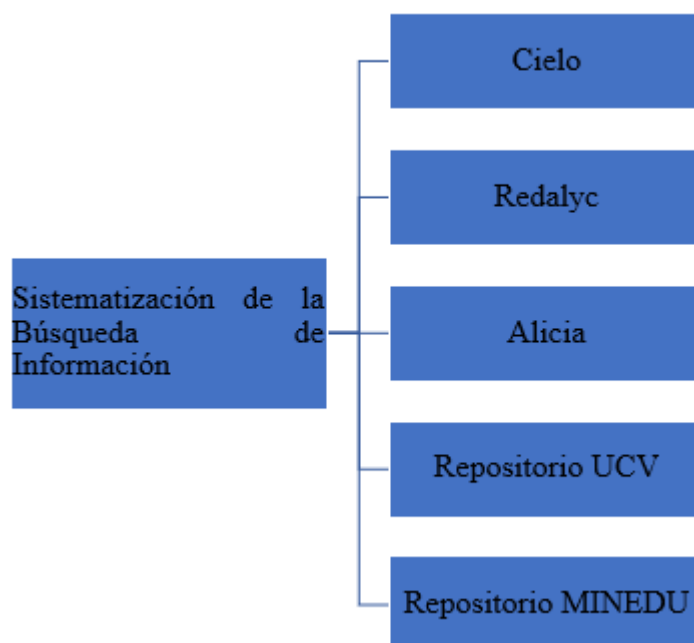 Cielo
Redalyc
Sistematización de la
Búsqueda de
Información
Alicia
Repositorio UCV
Repositorio MINEDU